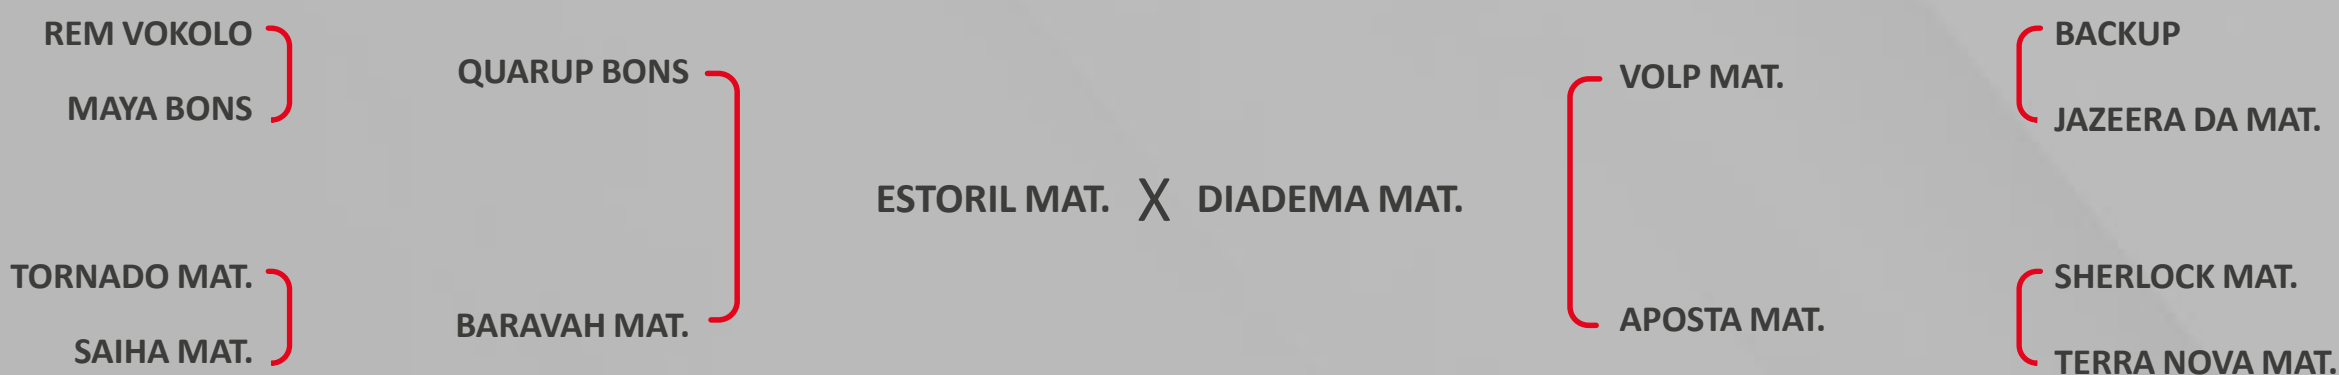 REM VOKOLO
MAYA BONS
QUARUP BONS
TORNADO MAT.
SAIHA MAT.
BARAVAH MAT.
ESTORIL MAT. X DIADEMA MAT.
VOLP MAT.
BACKUP
JAZEERA DA MAT.
APOSTA MAT.
SHERLOCK MAT.
TERRA NOVA MAT.